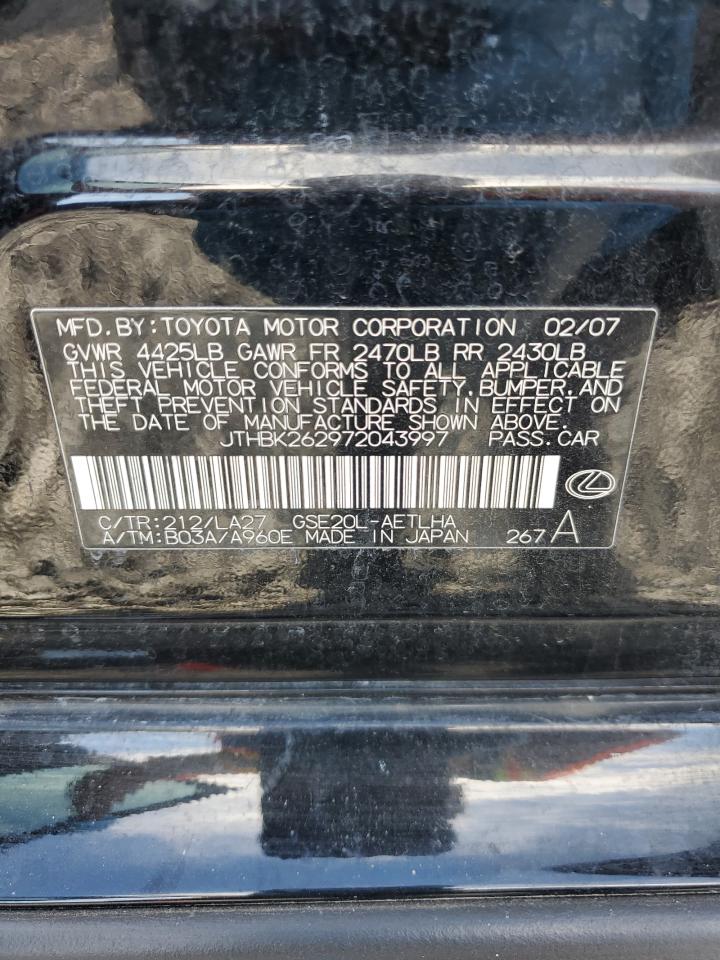 MFD.BY:TOYOTA MOTOR CORPORATION 02/07
GVWR 4425LB GAWR FR 2470LB RR 2430LB
THIS VEHICLE CONFORMS TO ALL APPLICABLE
FEDERAL MOTOR VEHICLE SAFETY,BUMPER,AND
THEFT PREVENTION STANDARDS IN EFFECT ON
THE DATE OF MANUFACTURE SHOWN ABOVE.
JTHBK262972043997 PASS.CAR
C/TR:212/LA27 GSE20L-AETLHA
A/TM:B03A/A960E MADE IN JAPAN 267A